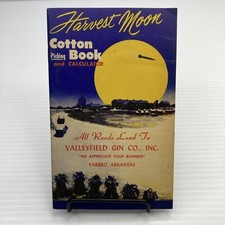 Harvest Moon
Cotton
Picking Book
and CALCULATOR
All Roads Lead To
VALLEYFIELD GIN CO., INC.
"WE APPRECIATE YOUR BUSINESS"
YARBRO, ARKANSAS